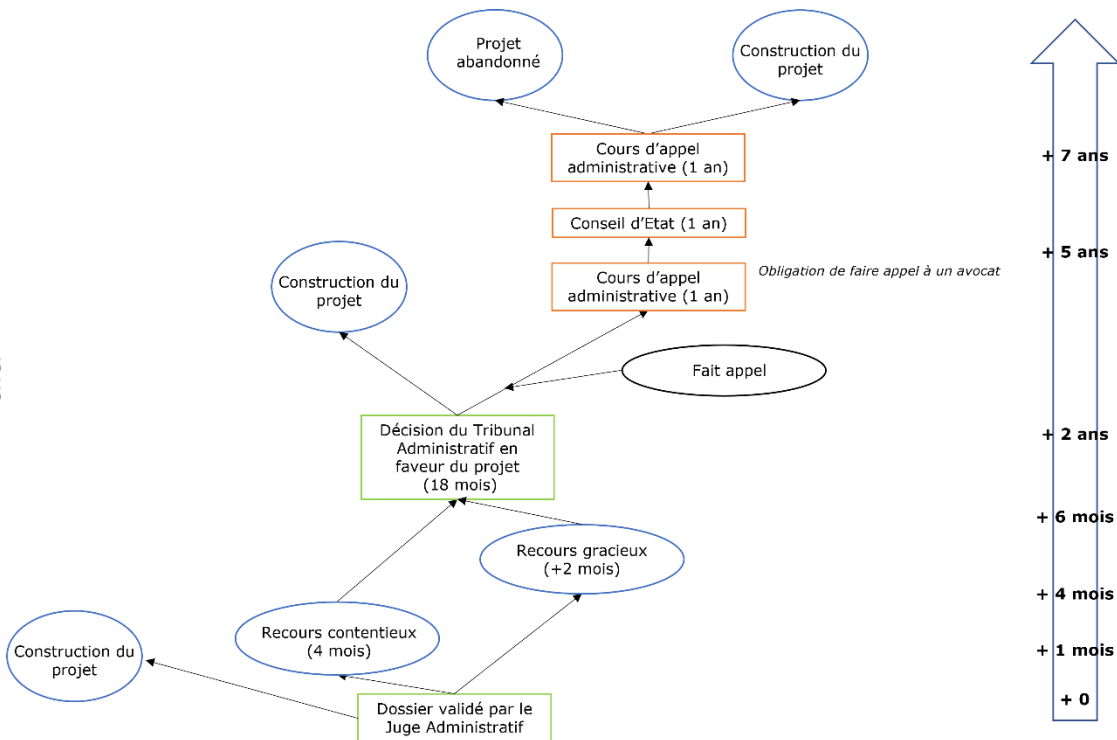 Projet
abandonné
Construction du
projet
Cours d'appel
administrative (1 an)
+ 7 ans
Conseil d'Etat (1 an)
+ 5 ans
Construction du
projet
Cours d'appel
administrative (1 an)
Obligation de faire appel à un avocat
Fait appel
Décision du Tribunal
Administratif en
faveur du projet
(18 mois)
+ 2 ans
+ 6 mois
Recours gracieux
(+2 mois)
+ 4 mois
Recours contentieux
(4 mois)
Construction du
projet
+ 1 mois
Dossier validé par le
Juge Administratif
+ 0